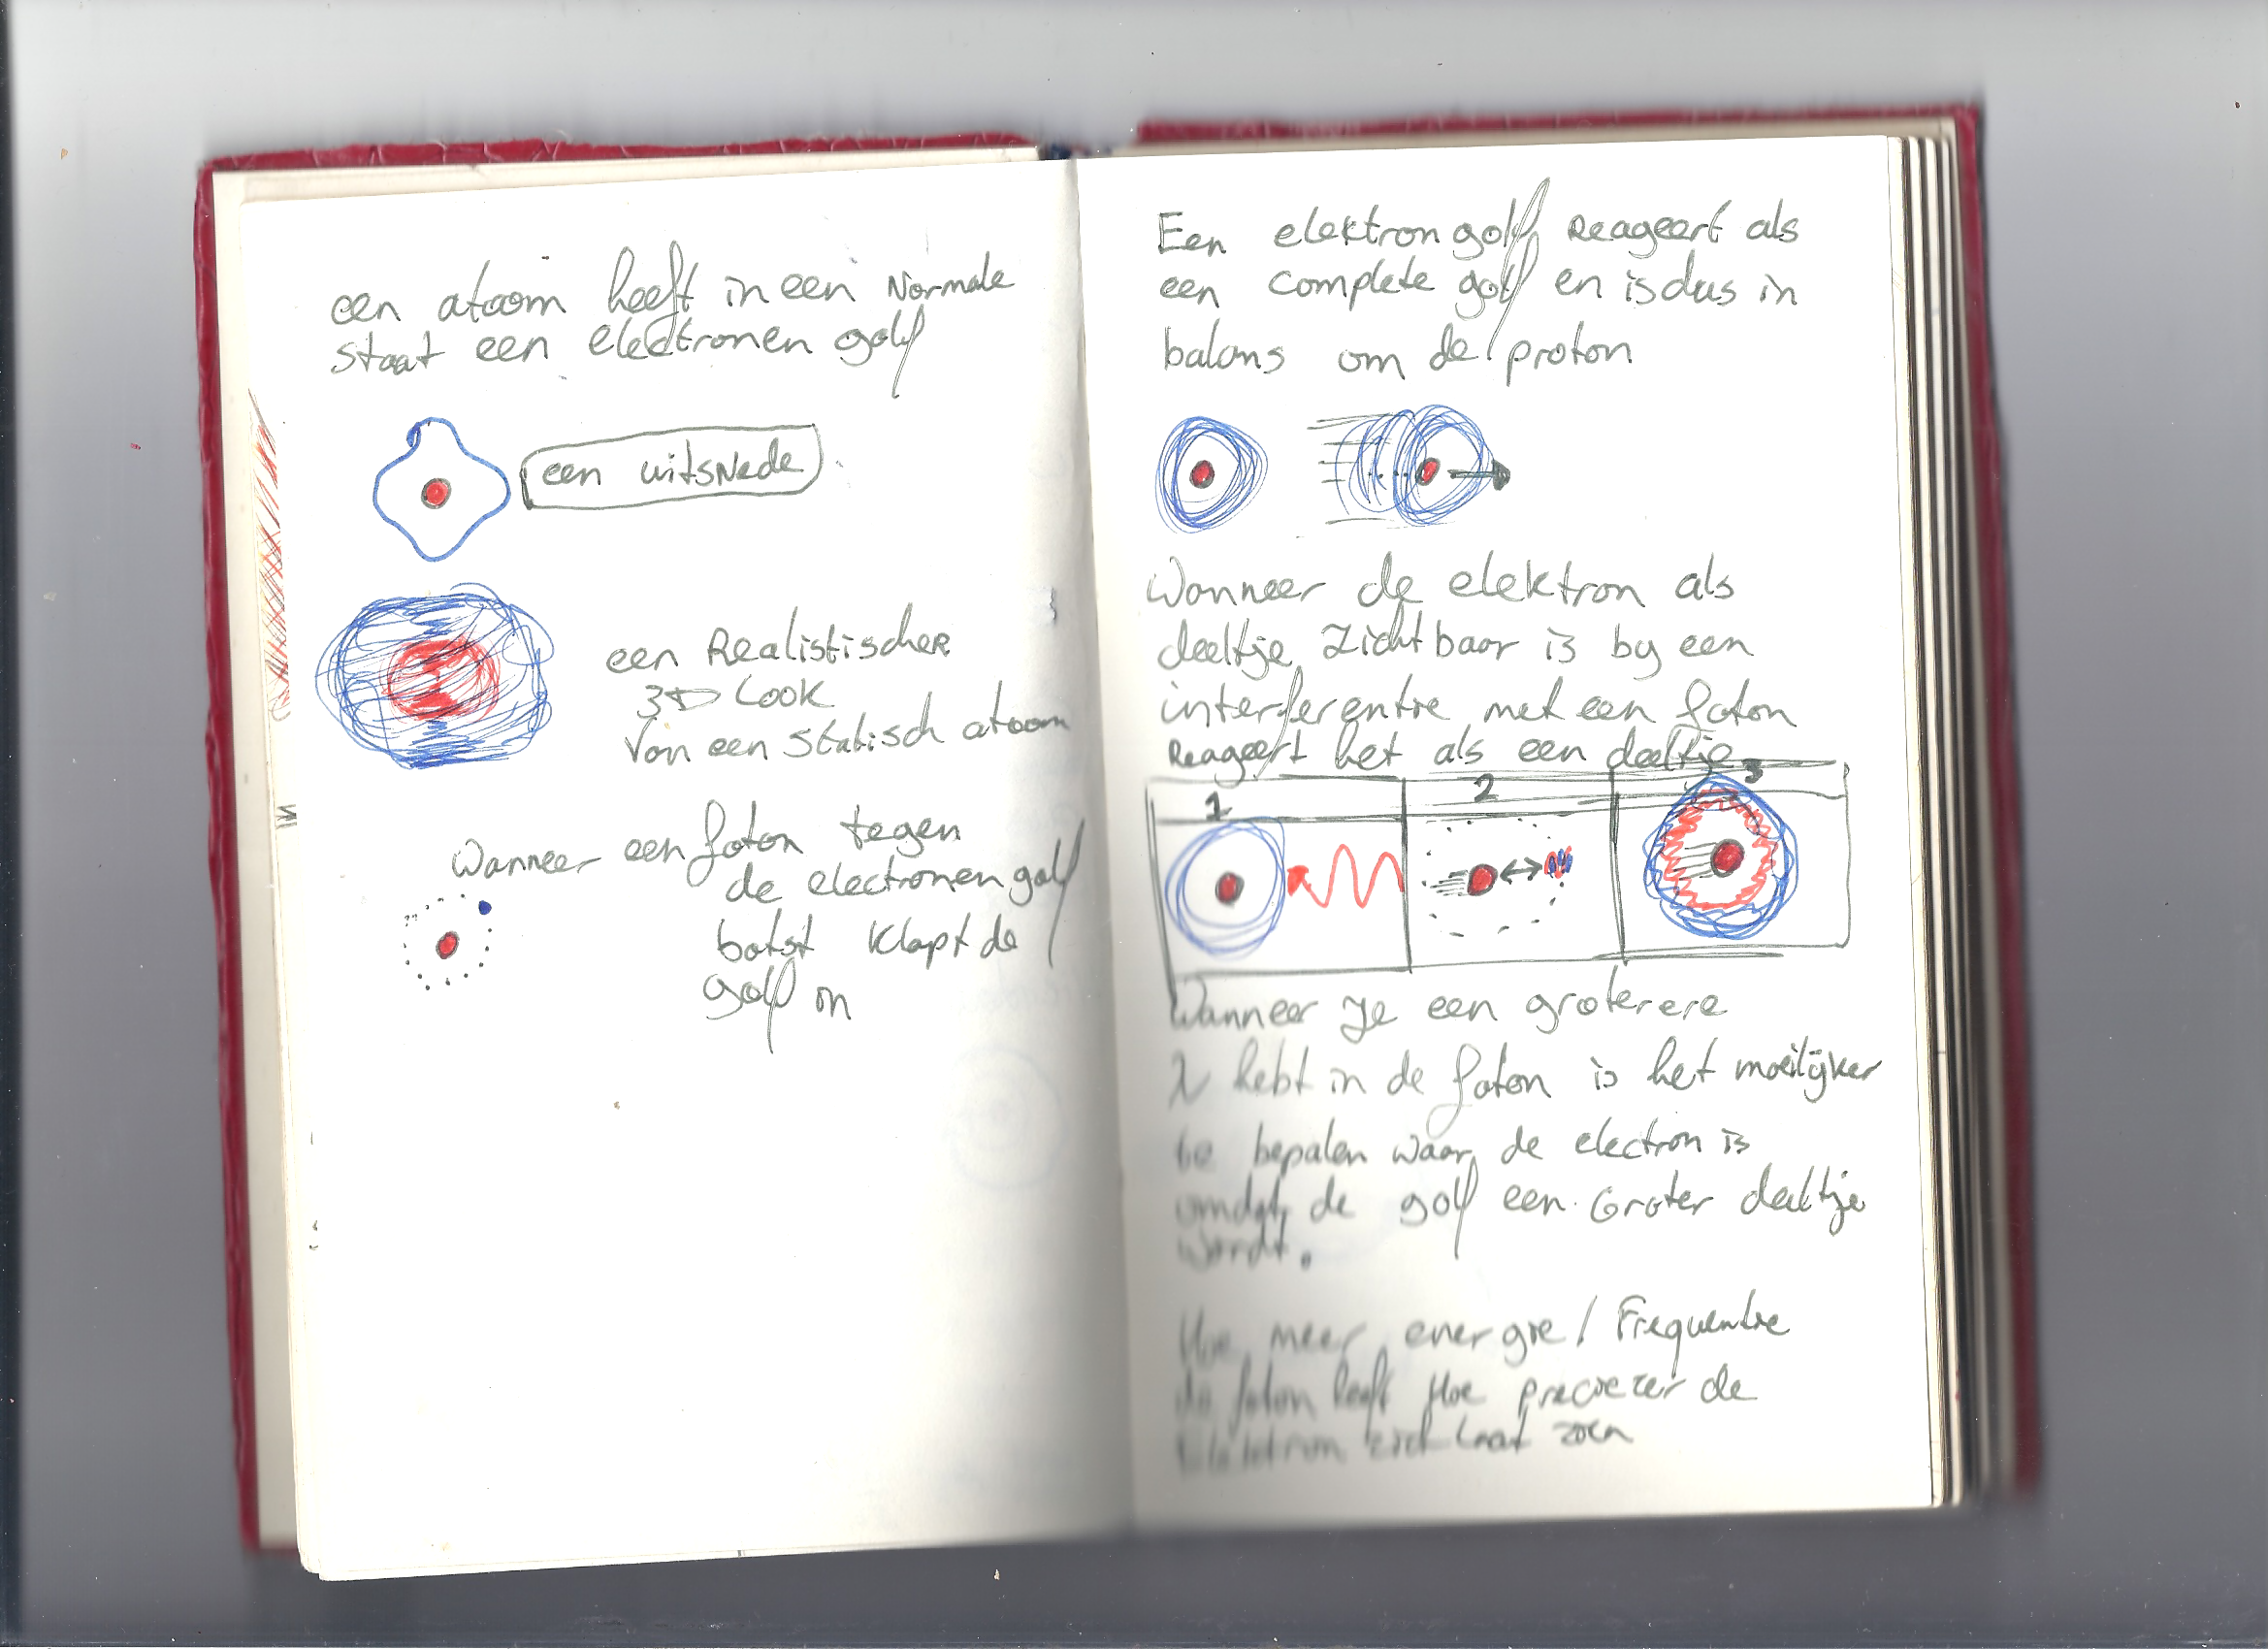 een atoom heeft in een Normale
staat een electronen golf
een uitsnede
een Realistischer
3D Look
Van een statisch atoom
Wanneer een foton tegen
de electronen golf
botst klapt de
golf in
Een elektron golf Reageert als
een complete golf en is dus in
balans om de proton
Wanneer de elektron als
deeltje zichtbaar is by een
interferentie met een foton
Reageert het als een deeltje
1 2 3
Wanneer je een groterere
λ hebt in de foton is het moeilijker
te bepalen waar de electron is
omdat de golf een Groter deeltje
wordt.
Hoe meer energie / Frequentie
de foton heeft Hoe preciezer de
Elektron zich laat zien